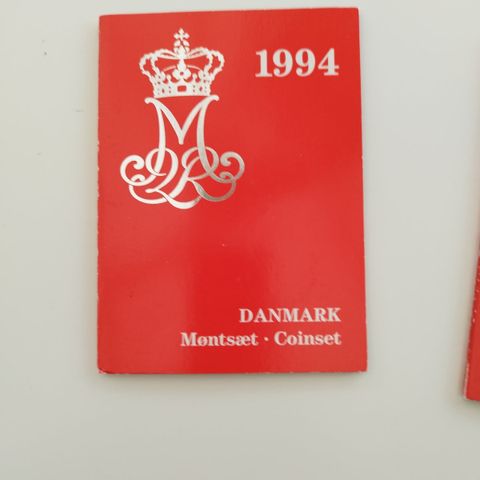 1994
DANMARK
Møntsæt · Coinset